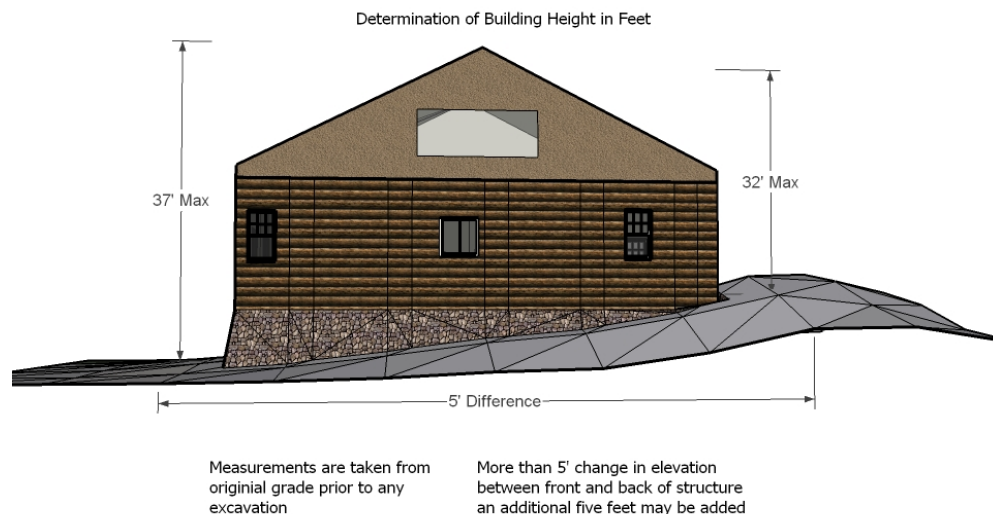 Determination of Building Height in Feet
37' Max
32' Max
5' Difference
Measurements are taken from
originial grade prior to any
excavation
More than 5' change in elevation
between front and back of structure
an additional five feet may be added